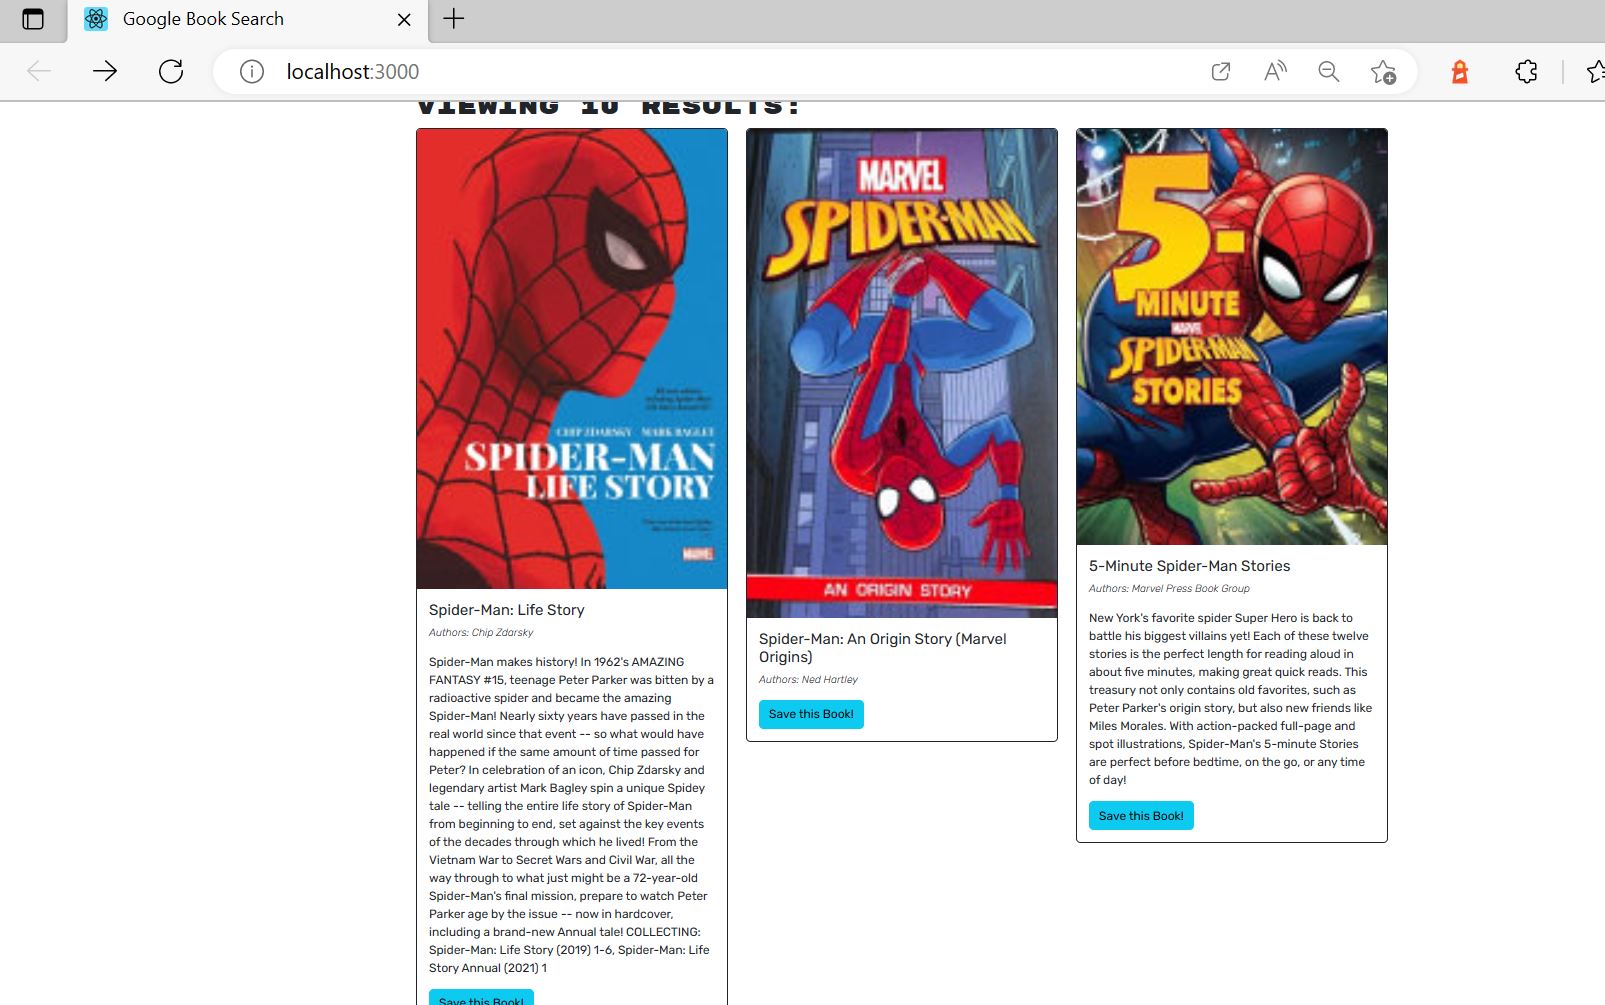 Google Book Search
localhost:3000
VIEWING 10 RESULTS:
CHIP ZDARSKY MARK BAGLEY
SPIDER-MAN
LIFE STORY
MARVEL
Spider-Man: Life Story
Authors: Chip Zdarsky
Spider-Man makes history! In 1962's AMAZING
FANTASY #15, teenage Peter Parker was bitten by a
radioactive spider and became the amazing
Spider-Man! Nearly sixty years have passed in the
real world since that event -- so what would have
happened if the same amount of time passed for
Peter? In celebration of an icon, Chip Zdarsky and
legendary artist Mark Bagley spin a unique Spidey
tale -- telling the entire life story of Spider-Man
from beginning to end, set against the key events
of the decades through which he lived! From the
Vietnam War to Secret Wars and Civil War, all the
way through to what just might be a 72-year-old
Spider-Man's final mission, prepare to watch Peter
Parker age by the issue -- now in hardcover,
including a brand-new Annual tale! COLLECTING:
Spider-Man: Life Story (2019) 1-6, Spider-Man: Life
Story Annual (2021) 1
Save this Book!
MARVEL
SPIDER-MAN
AN ORIGIN STORY
Spider-Man: An Origin Story (Marvel
Origins)
Authors: Ned Hartley
Save this Book!
5-
MINUTE
MARVEL
SPIDER-MAN
STORIES
5-Minute Spider-Man Stories
Authors: Marvel Press Book Group
New York's favorite spider Super Hero is back to
battle his biggest villains yet! Each of these twelve
stories is the perfect length for reading aloud in
about five minutes, making great quick reads. This
treasury not only contains old favorites, such as
Peter Parker's origin story, but also new friends like
Miles Morales. With action-packed full-page and
spot illustrations, Spider-Man's 5-minute Stories
are perfect before bedtime, on the go, or any time
of day!
Save this Book!